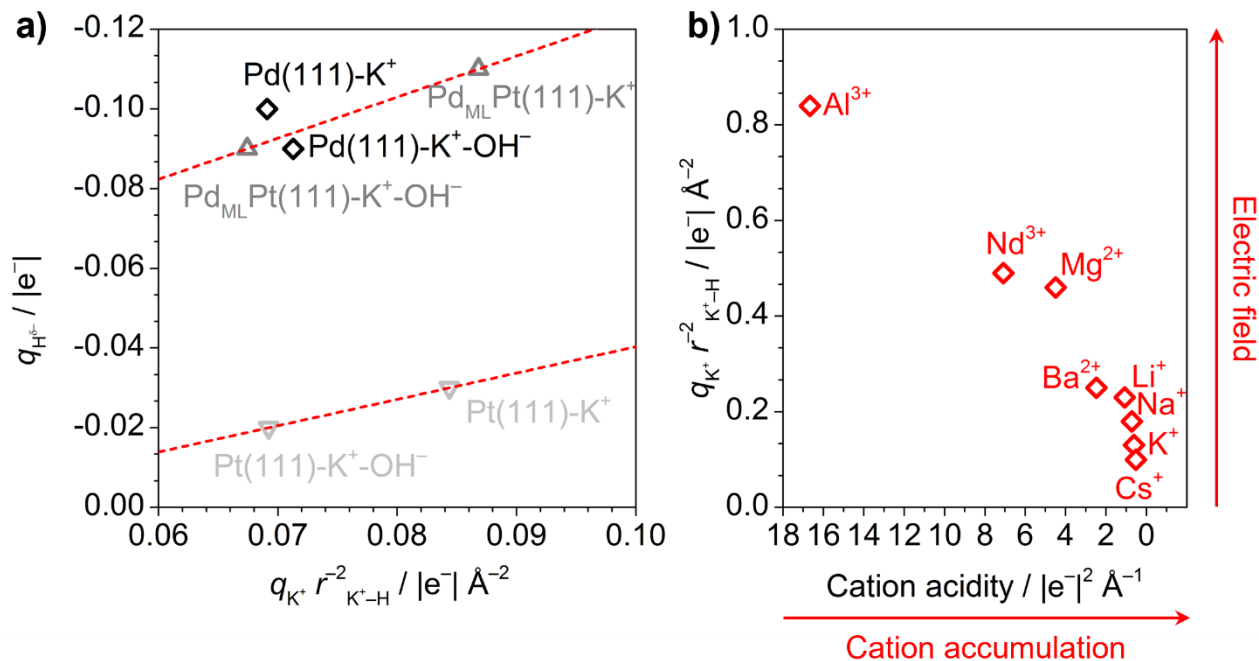 a)
-0.12
-0.10
-0.08
-0.06
-0.04
-0.02
0.00
q_H^δ− / |e⁻|
Pd(111)-K⁺
Pd_ML Pt(111)-K⁺
Pd(111)-K⁺-OH⁻
Pd_ML Pt(111)-K⁺-OH⁻
Pt(111)-K⁺
Pt(111)-K⁺-OH⁻
0.06 0.07 0.08 0.09 0.10
q_K⁺ r⁻²_K⁺–H / |e⁻| Å⁻²
b)
1.0
0.8
0.6
0.4
0.2
0.0
q_K⁺ r⁻²_K⁺–H / |e⁻| Å⁻²
Al³⁺
Nd³⁺
Mg²⁺
Ba²⁺
Li⁺
Na⁺
K⁺
Cs⁺
18 16 14 12 10 8 6 4 2 0
Cation acidity / |e⁻|² Å⁻¹
Cation accumulation
Electric field